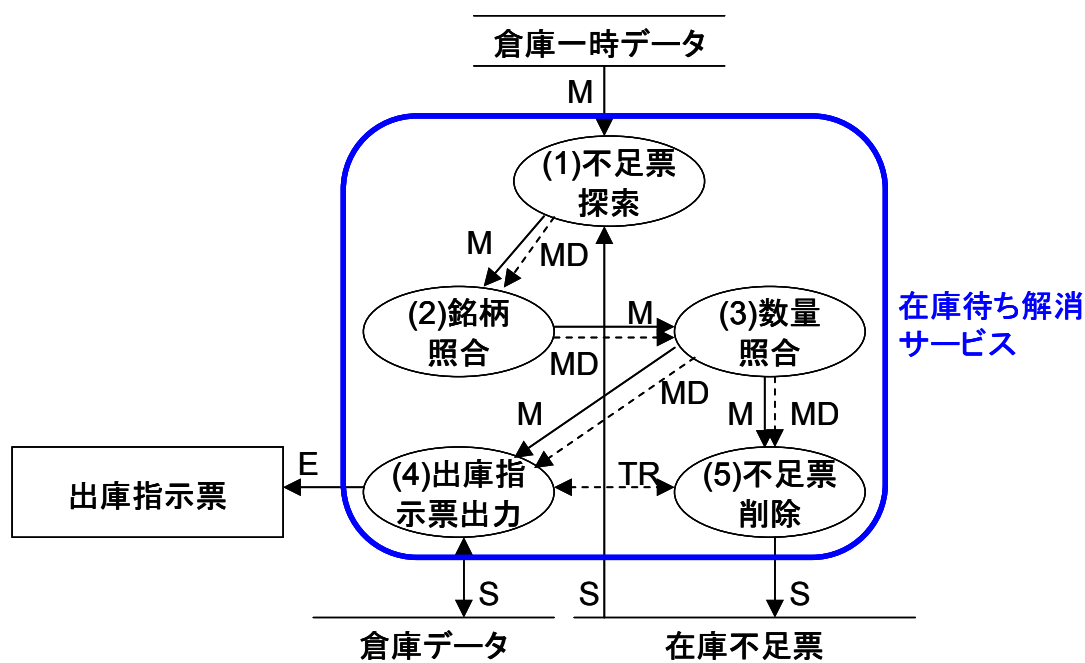 倉庫一時データ
M
(1)不足票
探索
M
MD
(2)銘柄
照合
M
MD
(3)数量
照合
在庫待ち解消
サービス
M
MD
M
MD
出庫指示票
E
(4)出庫指
示票出力
TR
(5)不足票
削除
S
S
S
倉庫データ
在庫不足票